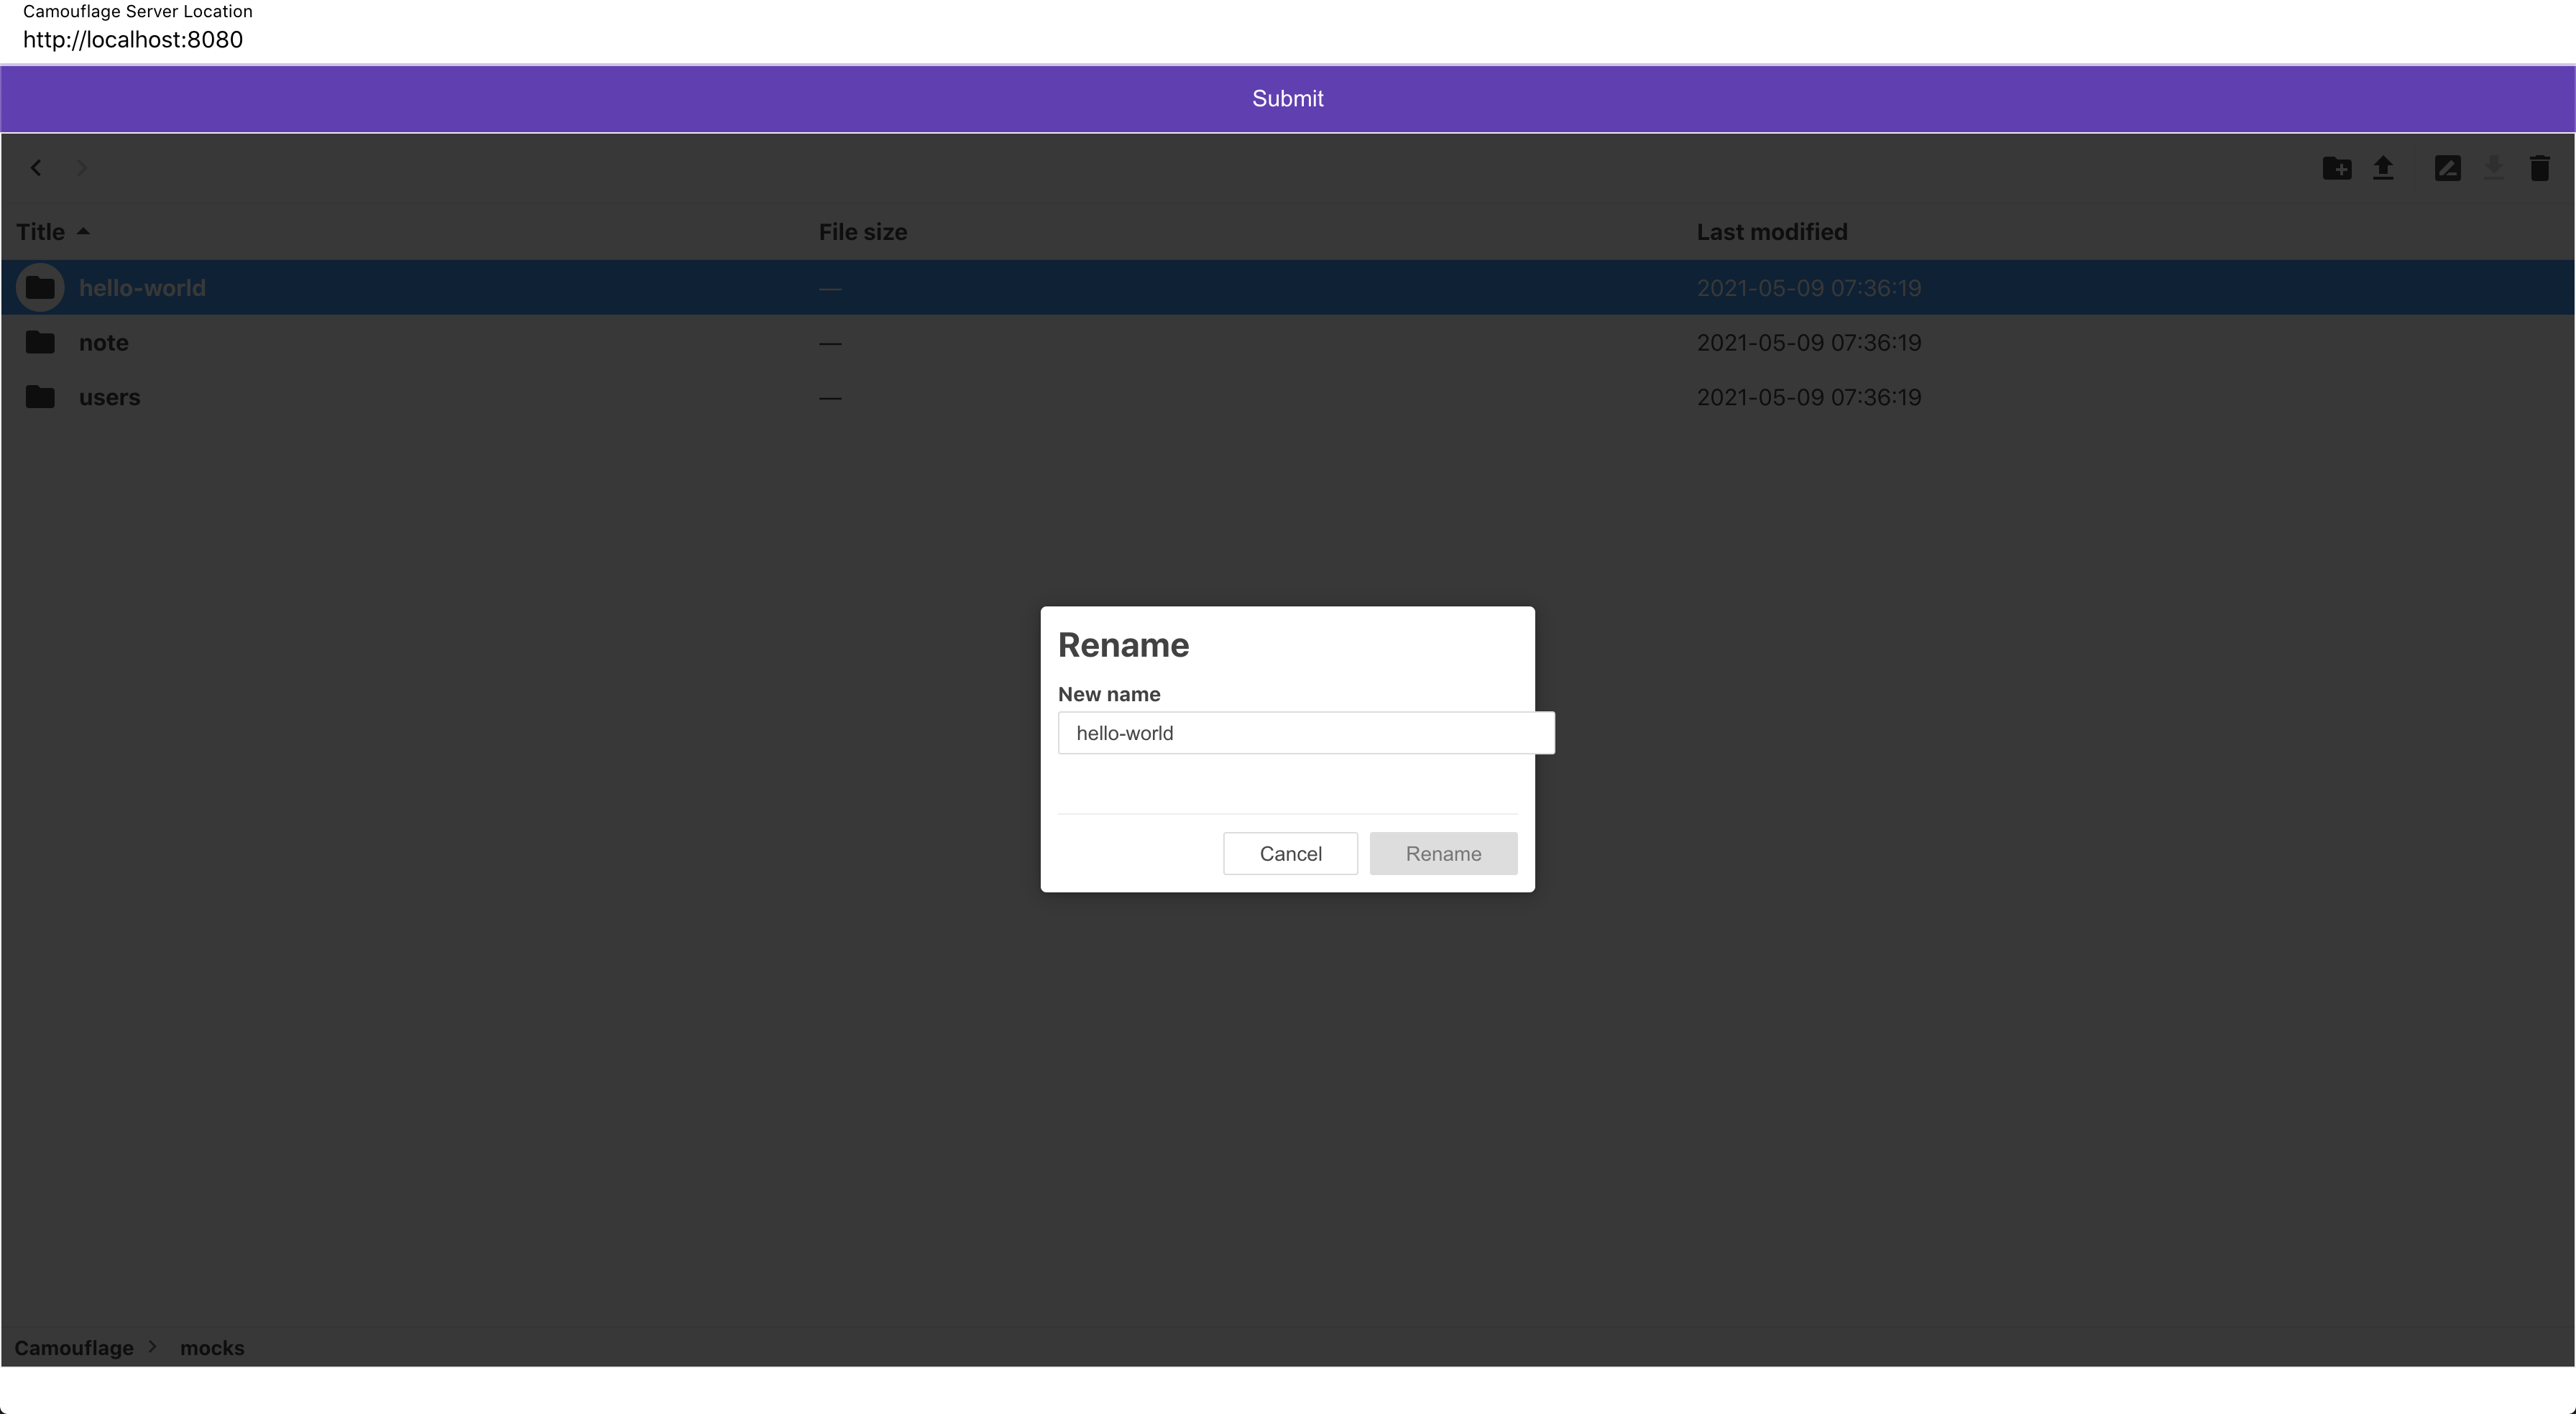 Camouflage Server Location
http://localhost:8080
Submit
Title File size Last modified
hello-world — 2021-05-09 07:36:19
note — 2021-05-09 07:36:19
users — 2021-05-09 07:36:19
Rename
New name
hello-world
Cancel Rename
Camouflage > mocks